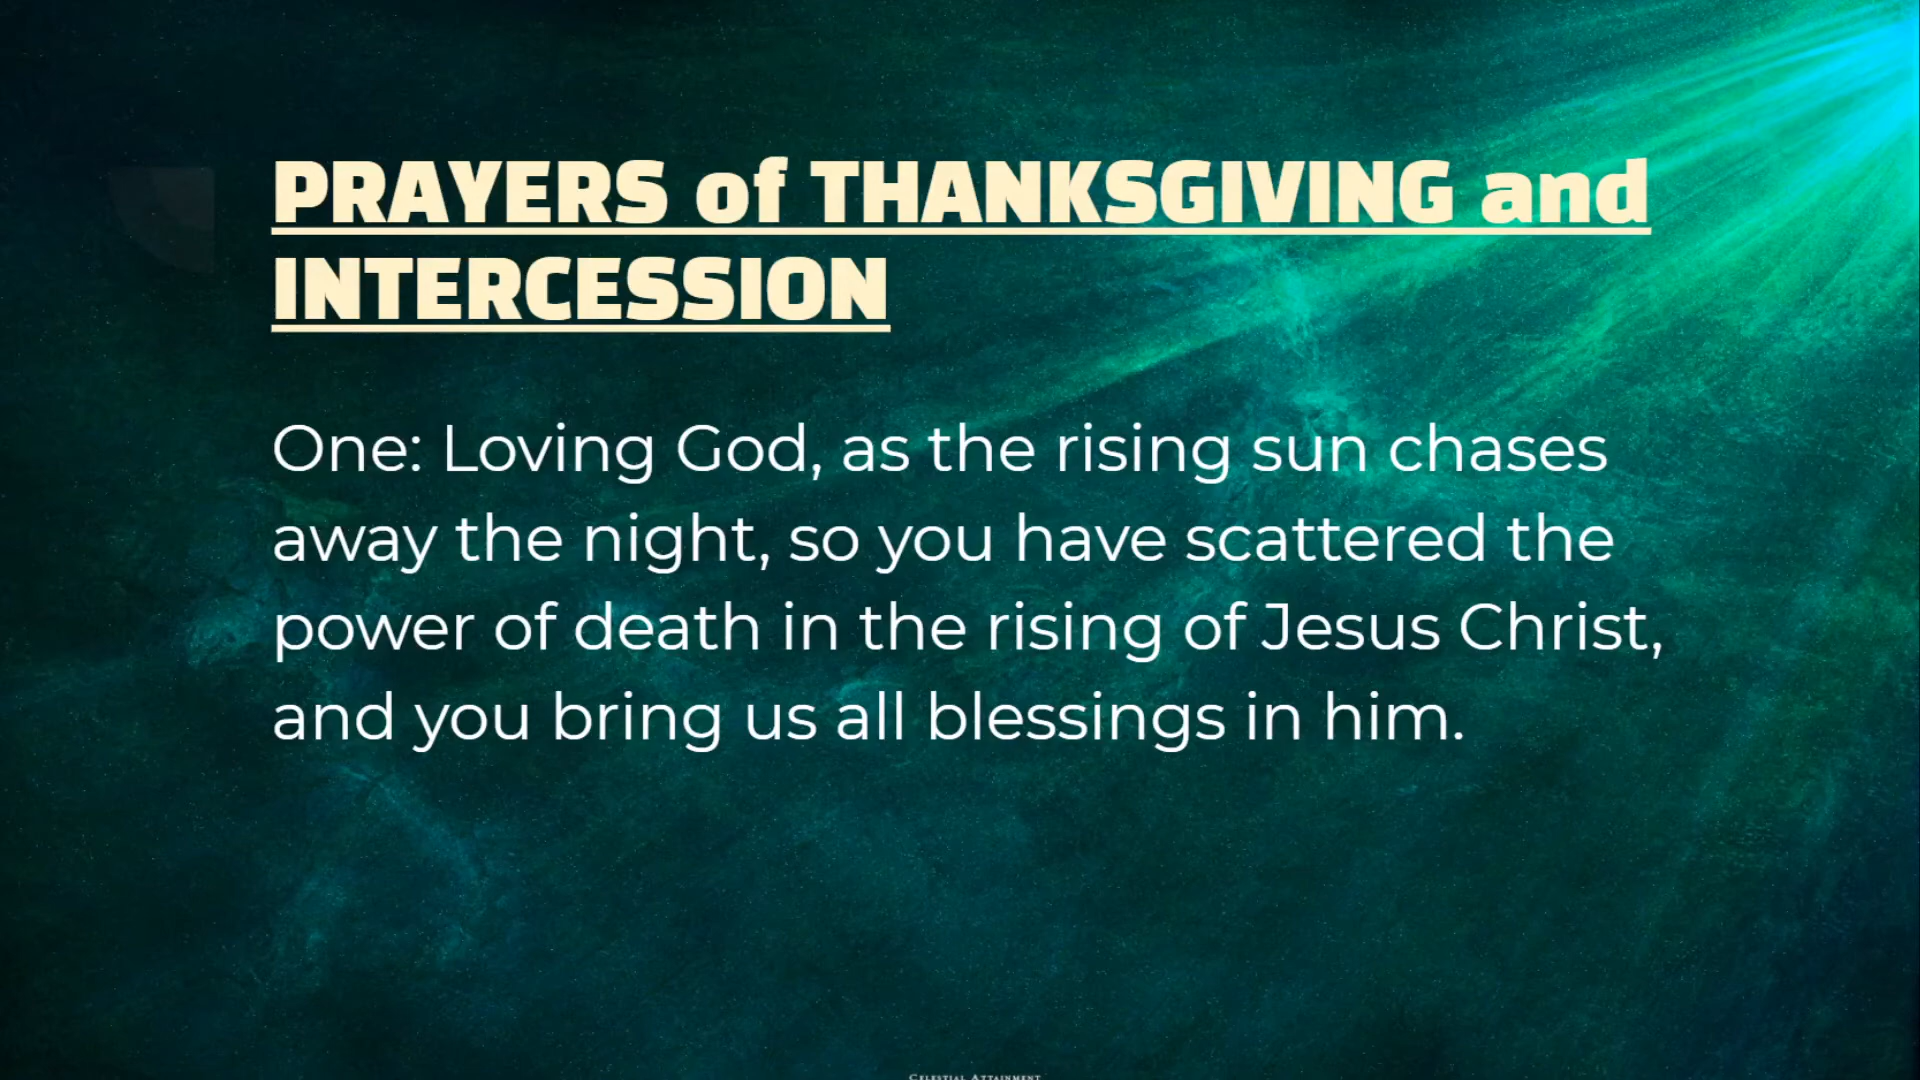 PRAYERS of THANKSGIVING and
INTERCESSION
One: Loving God, as the rising sun chases
away the night, so you have scattered the
power of death in the rising of Jesus Christ,
and you bring us all blessings in him.
Celestial Attainment